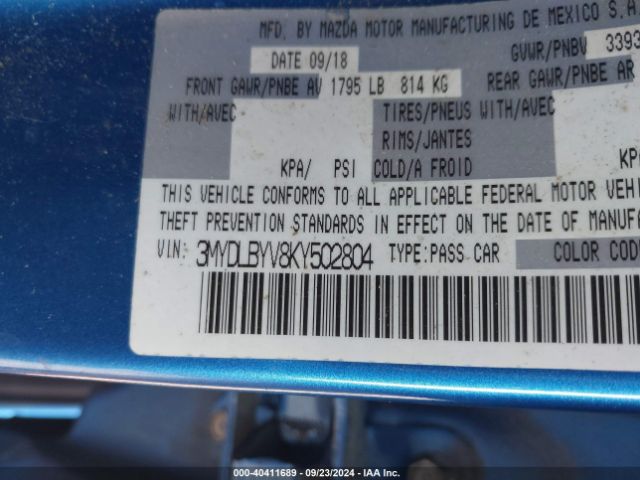 MFD. BY MAZDA MOTOR MANUFACTURING DE MEXICO S.A.
DATE 09/18 GVWR/PNBV 3393
FRONT GAWR/PNBE AV 1795 LB 814 KG REAR GAWR/PNBE AR
WITH/AVEC TIRES/PNEUS WITH/AVEC
RIMS/JANTES
KPA/ PSI COLD/A FROID
THIS VEHICLE CONFORMS TO ALL APPLICABLE FEDERAL MOTOR
THEFT PREVENTION STANDARDS IN EFFECT ON THE DATE OF
VIN: 3MYDLBYV8KY502804 TYPE:PASS CAR COLOR
000-40411689 - 09/23/2024 - IAA Inc.